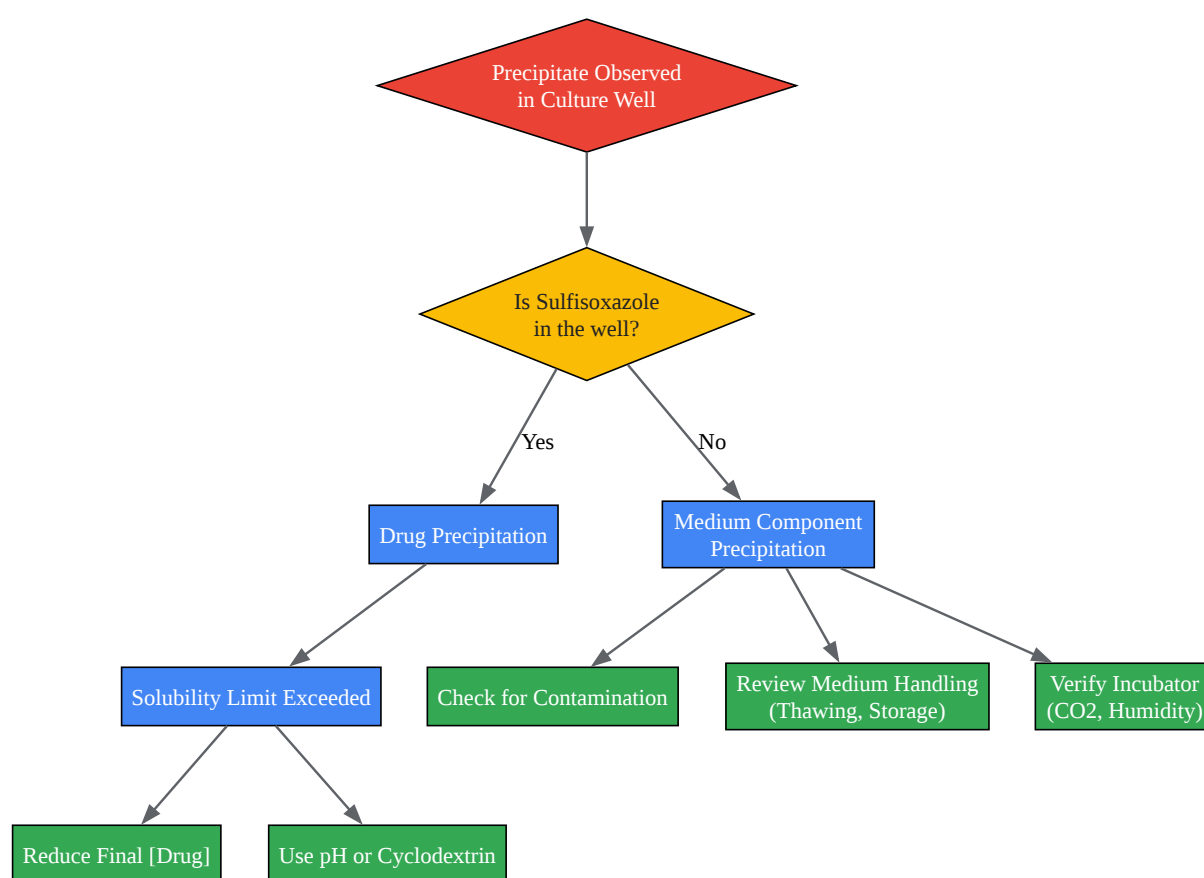 Precipitate Observed
in Culture Well
Is Sulfisoxazole
in the well?
Yes
No
Drug Precipitation
Medium Component
Precipitation
Solubility Limit Exceeded
Check for Contamination
Review Medium Handling
(Thawing, Storage)
Verify Incubator
(CO2, Humidity)
Reduce Final [Drug]
Use pH or Cyclodextrin